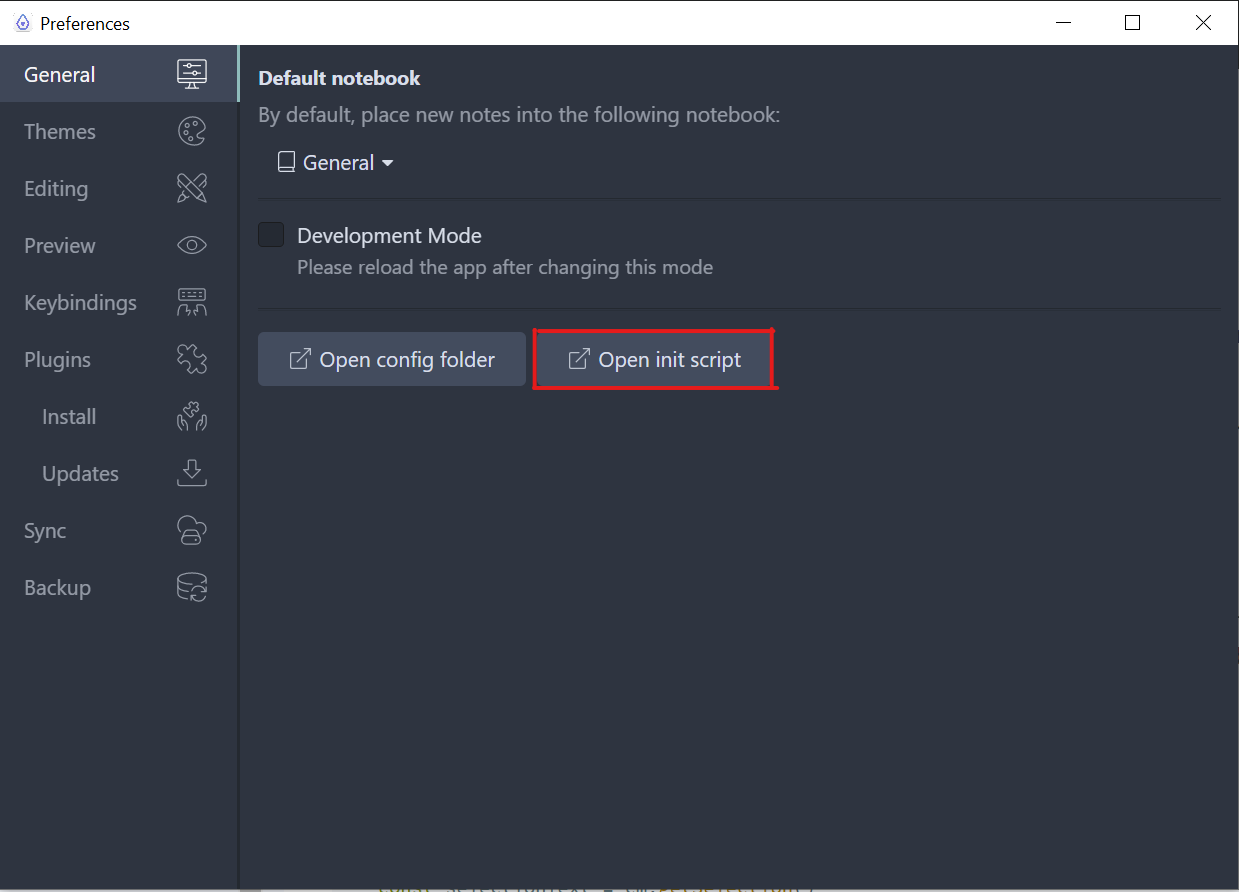 Preferences
General
Themes
Editing
Preview
Keybindings
Plugins
Install
Updates
Sync
Backup
Default notebook
By default, place new notes into the following notebook:
General
Development Mode
Please reload the app after changing this mode
Open config folder
Open init script